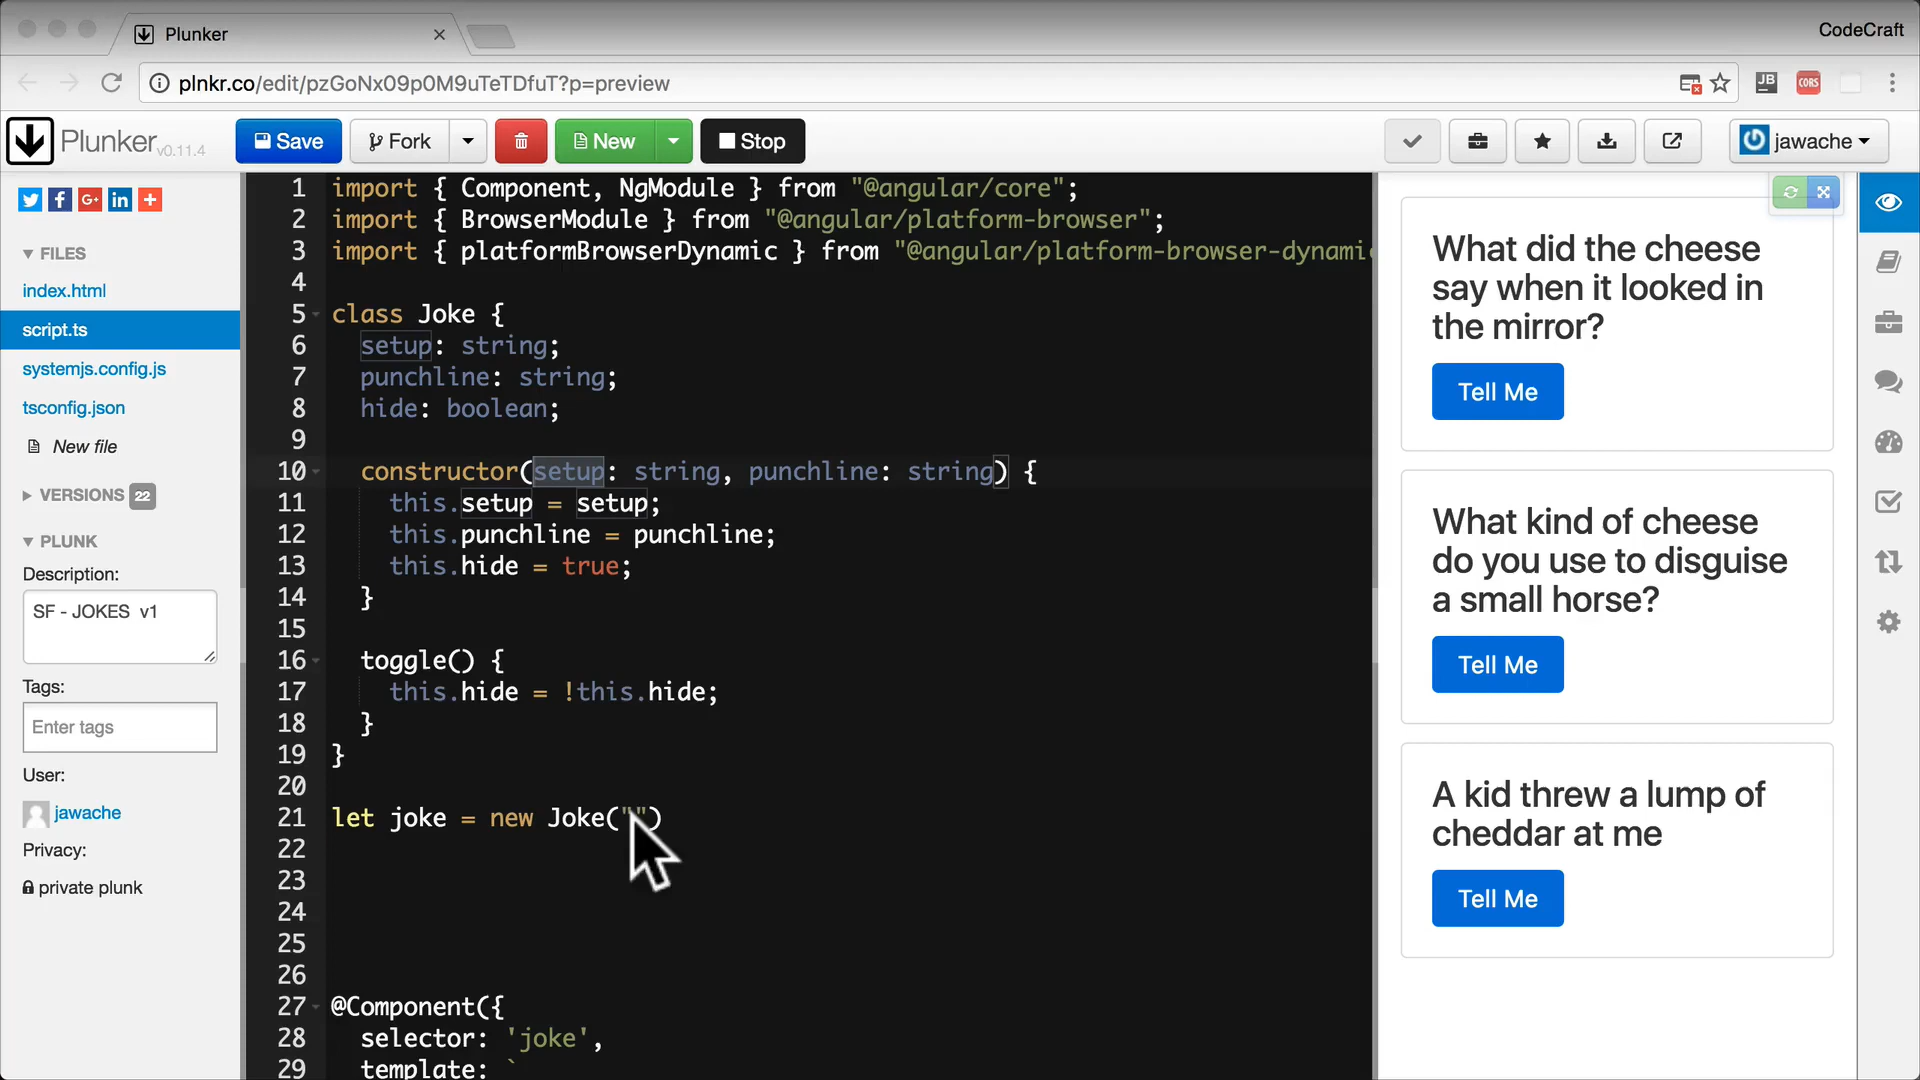 Plunker
CodeCraft
plnkr.co/edit/pzGoNx09p0M9uTeTDfuT?p=preview
JB
CORS
Plunker v0.11.4
Save
Fork
New
Stop
jawache
FILES
index.html
script.ts
systemjs.config.js
tsconfig.json
New file
VERSIONS 22
PLUNK
Description:
SF - JOKES v1
Tags:
Enter tags
User:
jawache
Privacy:
private plunk
1 import { Component, NgModule } from "@angular/core";
2 import { BrowserModule } from "@angular/platform-browser";
3 import { platformBrowserDynamic } from "@angular/platform-browser-dynamic
4
5 class Joke {
6 setup: string;
7 punchline: string;
8 hide: boolean;
9
10 constructor(setup: string, punchline: string) {
11 this.setup = setup;
12 this.punchline = punchline;
13 this.hide = true;
14 }
15
16 toggle() {
17 this.hide = !this.hide;
18 }
19 }
20
21 let joke = new Joke("")
22
23
24
25
26
27 @Component({
28 selector: 'joke',
29 template: `
What did the cheese
say when it looked in
the mirror?
Tell Me
What kind of cheese
do you use to disguise
a small horse?
Tell Me
A kid threw a lump of
cheddar at me
Tell Me